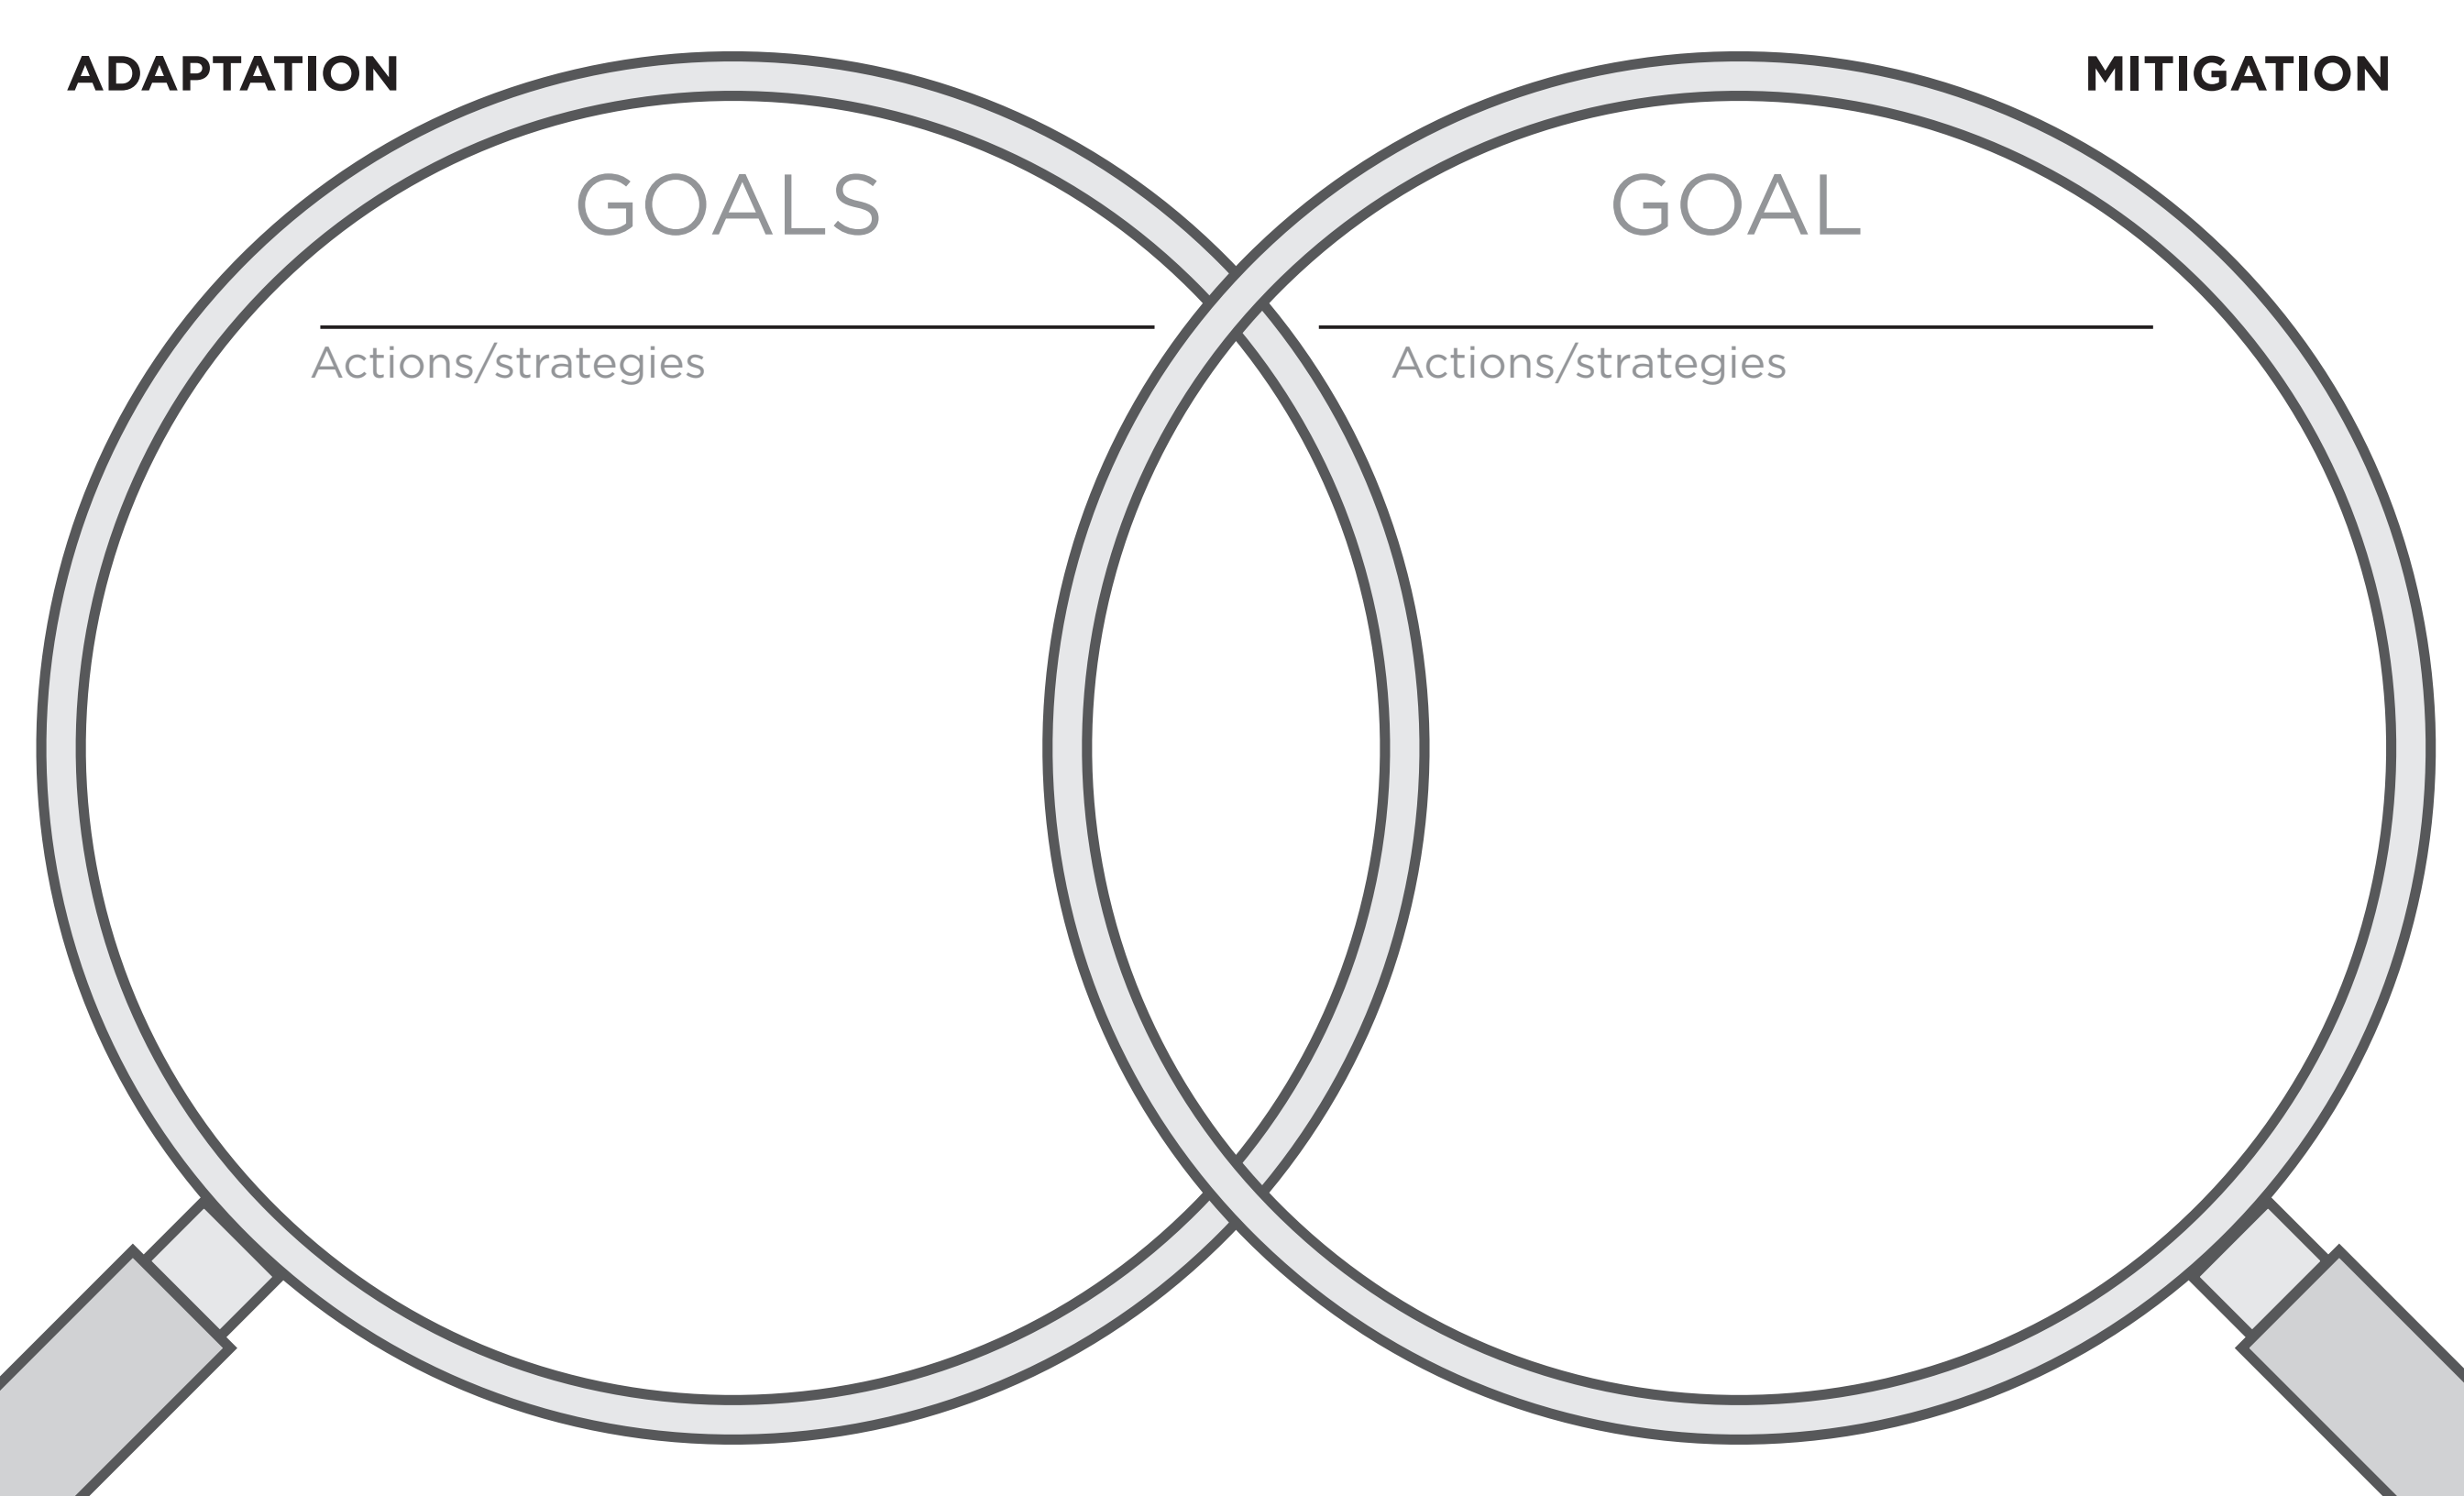 ADAPTATION
MITIGATION
GOALS
GOAL
Actions/strategies
Actions/strategies